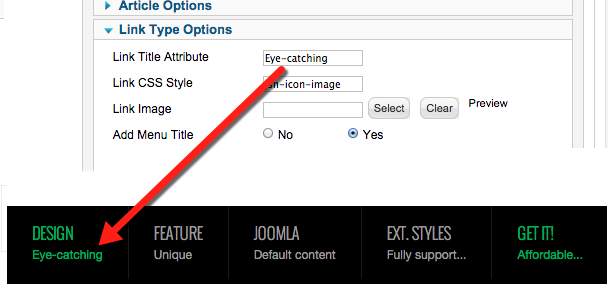 Article Options
Link Type Options
Link Title Attribute Eye-catching
Link CSS Style -icon-image
Link Image Select Clear Preview
Add Menu Title No Yes
DESIGN FEATURE JOOMLA EXT. STYLES GET IT!
Eye-catching Unique Default content Fully support... Affordable...